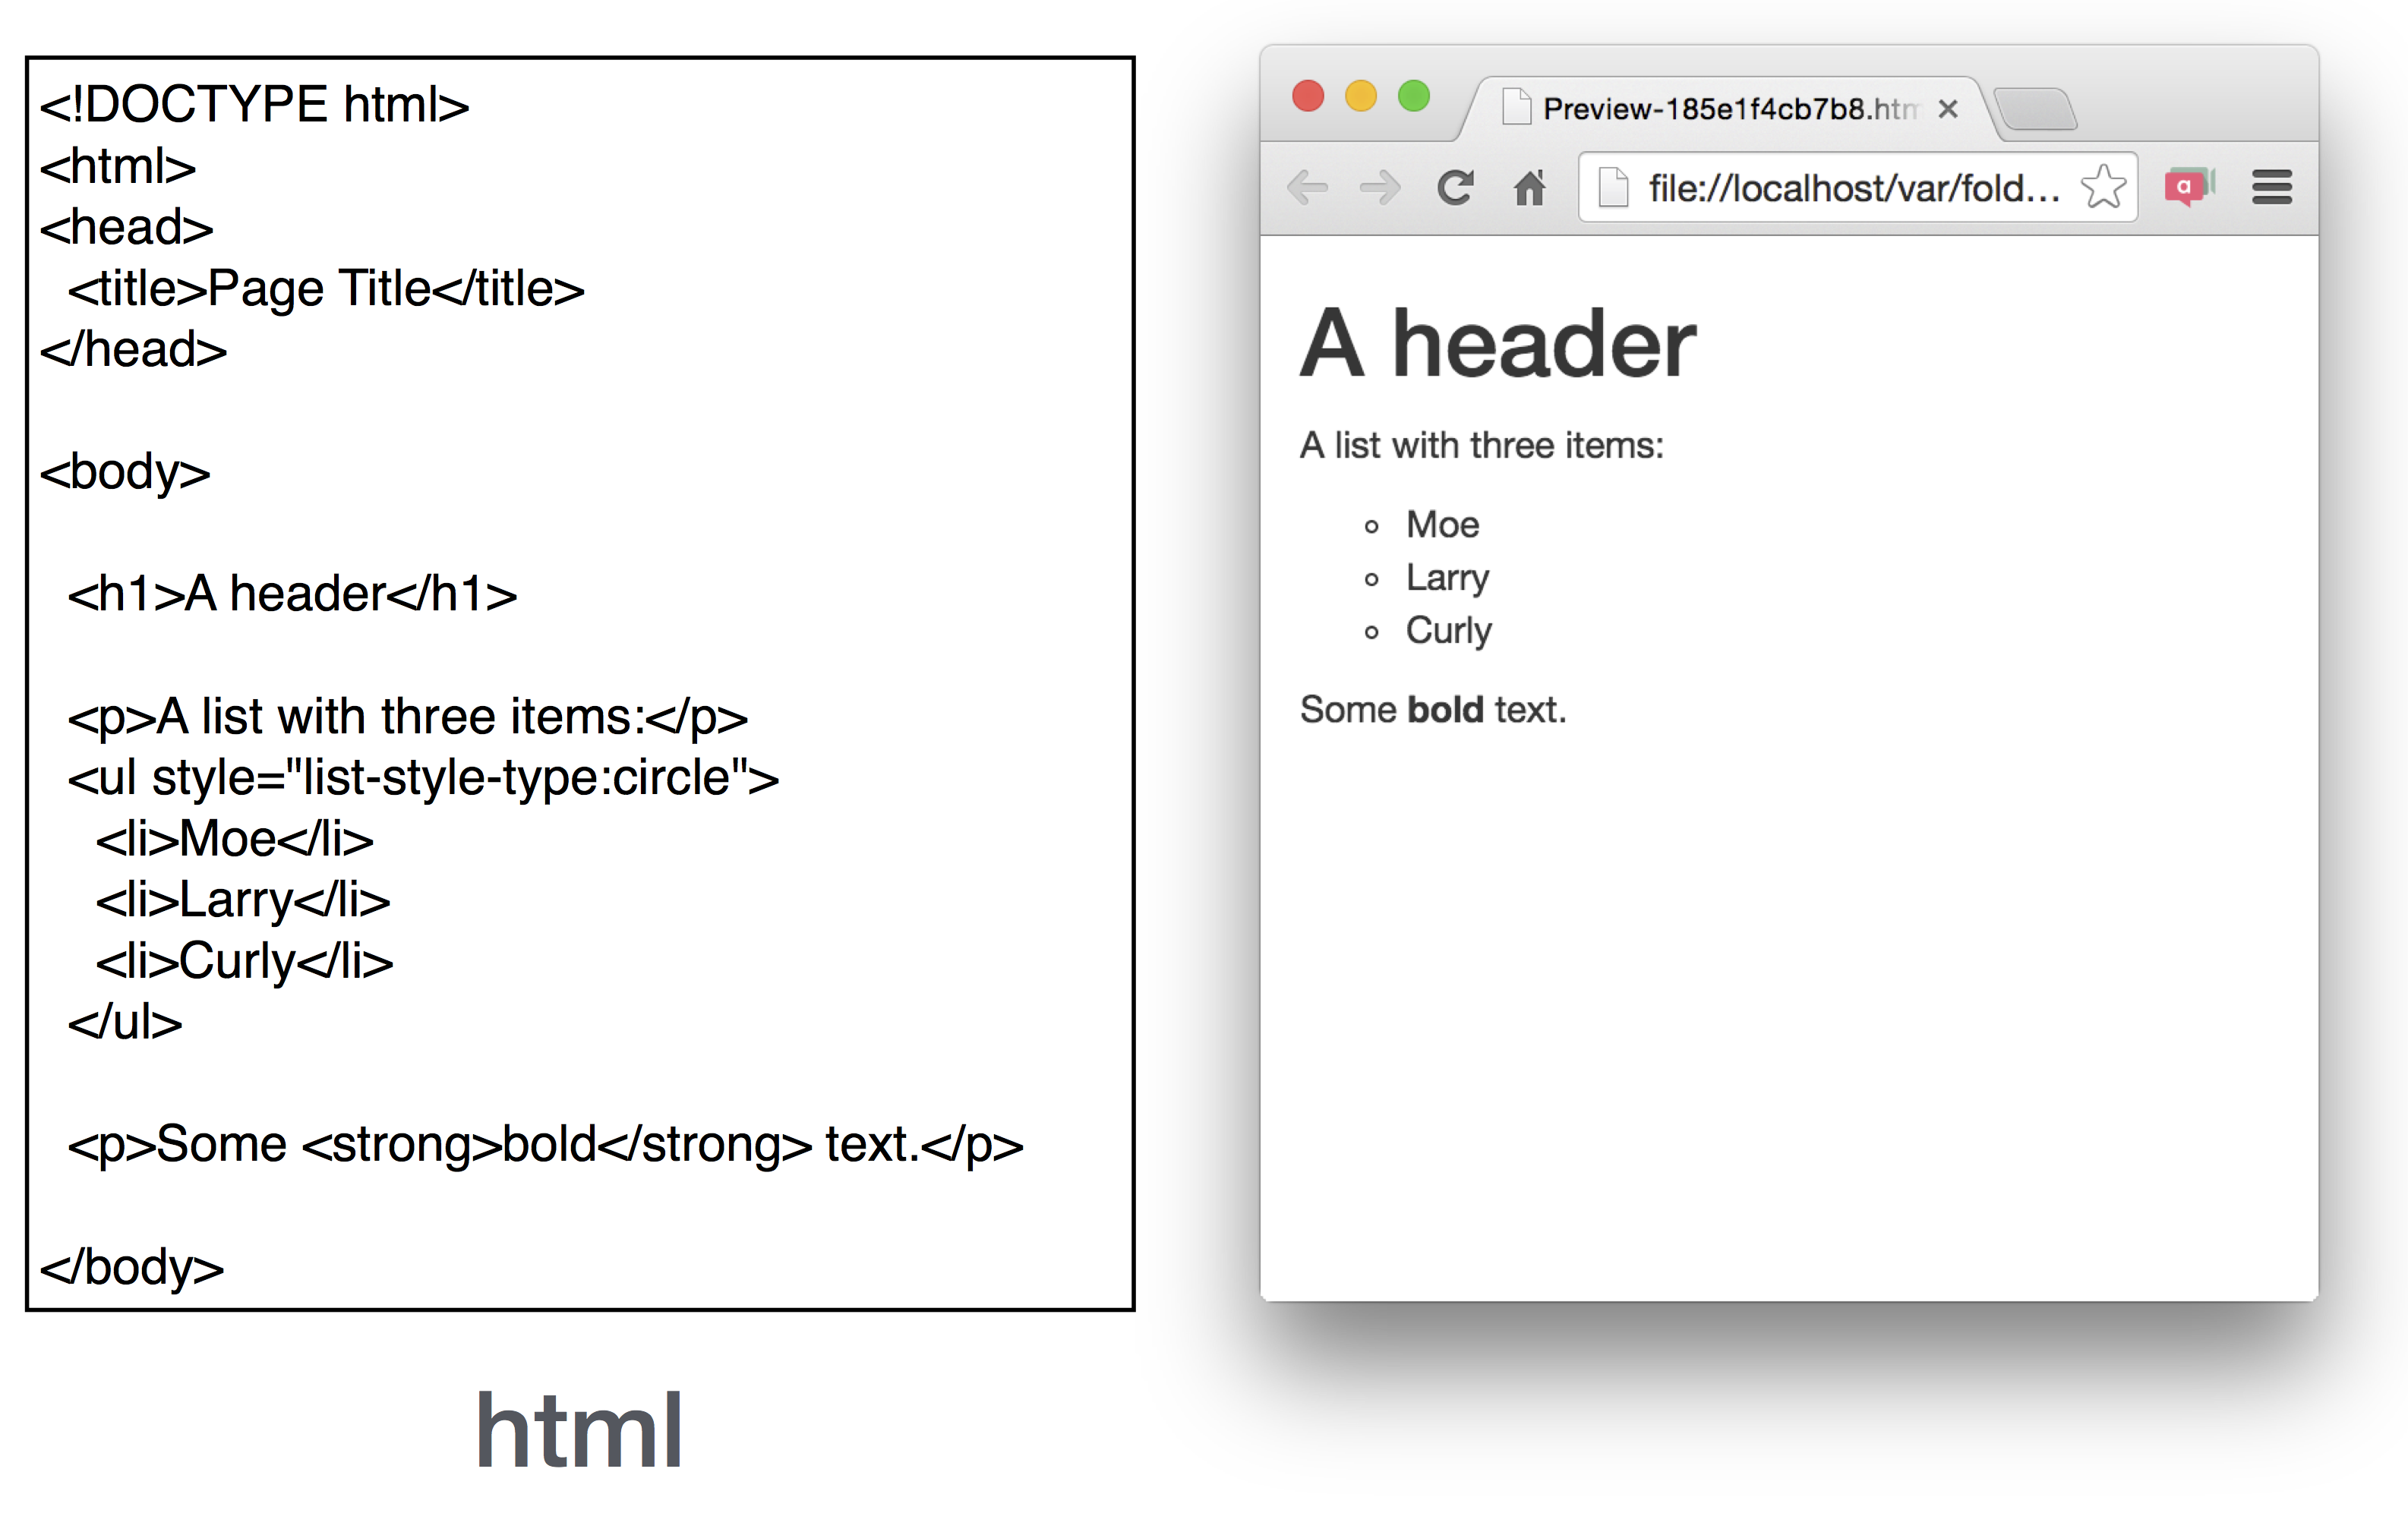 <!DOCTYPE html>
<html>
<head>
  <title>Page Title</title>
</head>

<body>

  <h1>A header</h1>

  <p>A list with three items:</p>
  <ul style="list-style-type:circle">
    <li>Moe</li>
    <li>Larry</li>
    <li>Curly</li>
  </ul>

  <p>Some <strong>bold</strong> text.</p>

</body>
html
Preview-185e1f4cb7b8.htm
file://localhost/var/fold...
a
A header
A list with three items:
Moe
Larry
Curly
Some bold text.